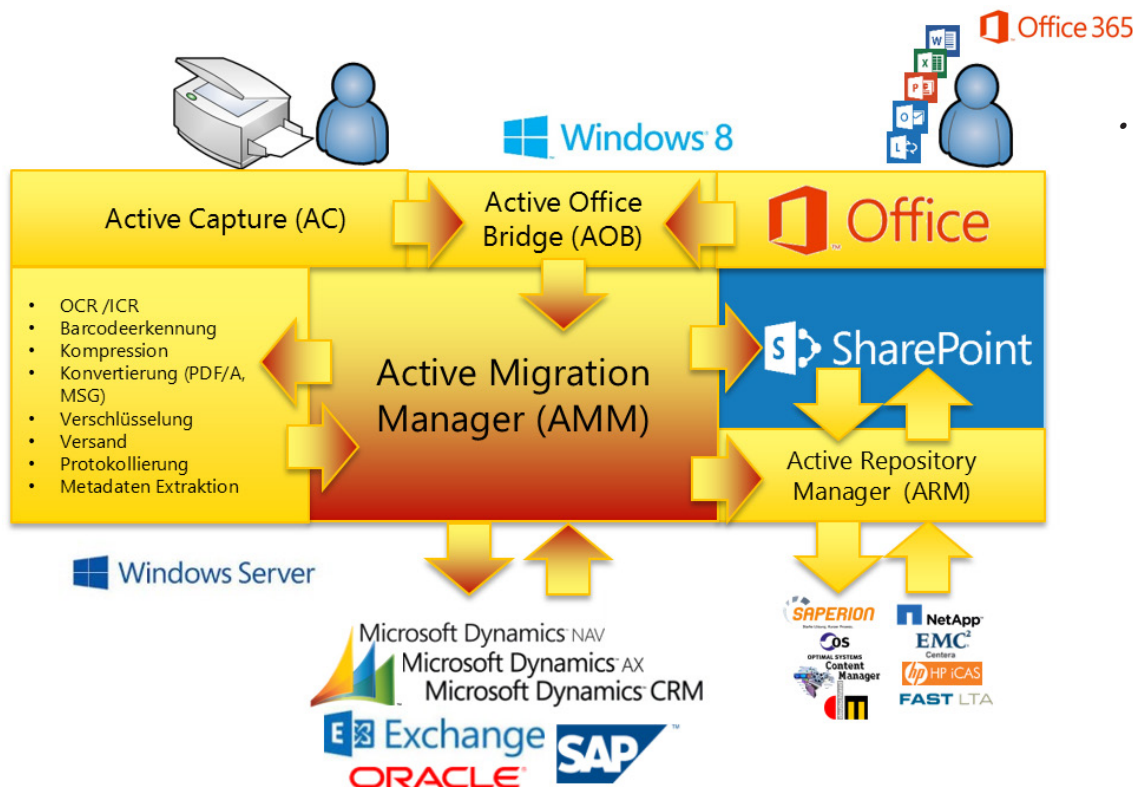 Office 365
W
X
P
O
L
Windows 8
Active Capture (AC)
Active Office
Bridge (AOB)
Office
• OCR /ICR
• Barcodeerkennung
• Kompression
• Konvertierung (PDF/A,
MSG)
• Verschlüsselung
• Versand
• Protokollierung
• Metadaten Extraktion
Active Migration
Manager (AMM)
S SharePoint
Active Repository
Manager (ARM)
Windows Server
Microsoft Dynamics NAV
Microsoft Dynamics AX
Microsoft Dynamics CRM
E Exchange
ORACLE
SAP
SAPERION
OS
OPTIMAL SYSTEMS
Content
Manager
NetApp
EMC²
Centera
hp HP iCAS
FAST LTA